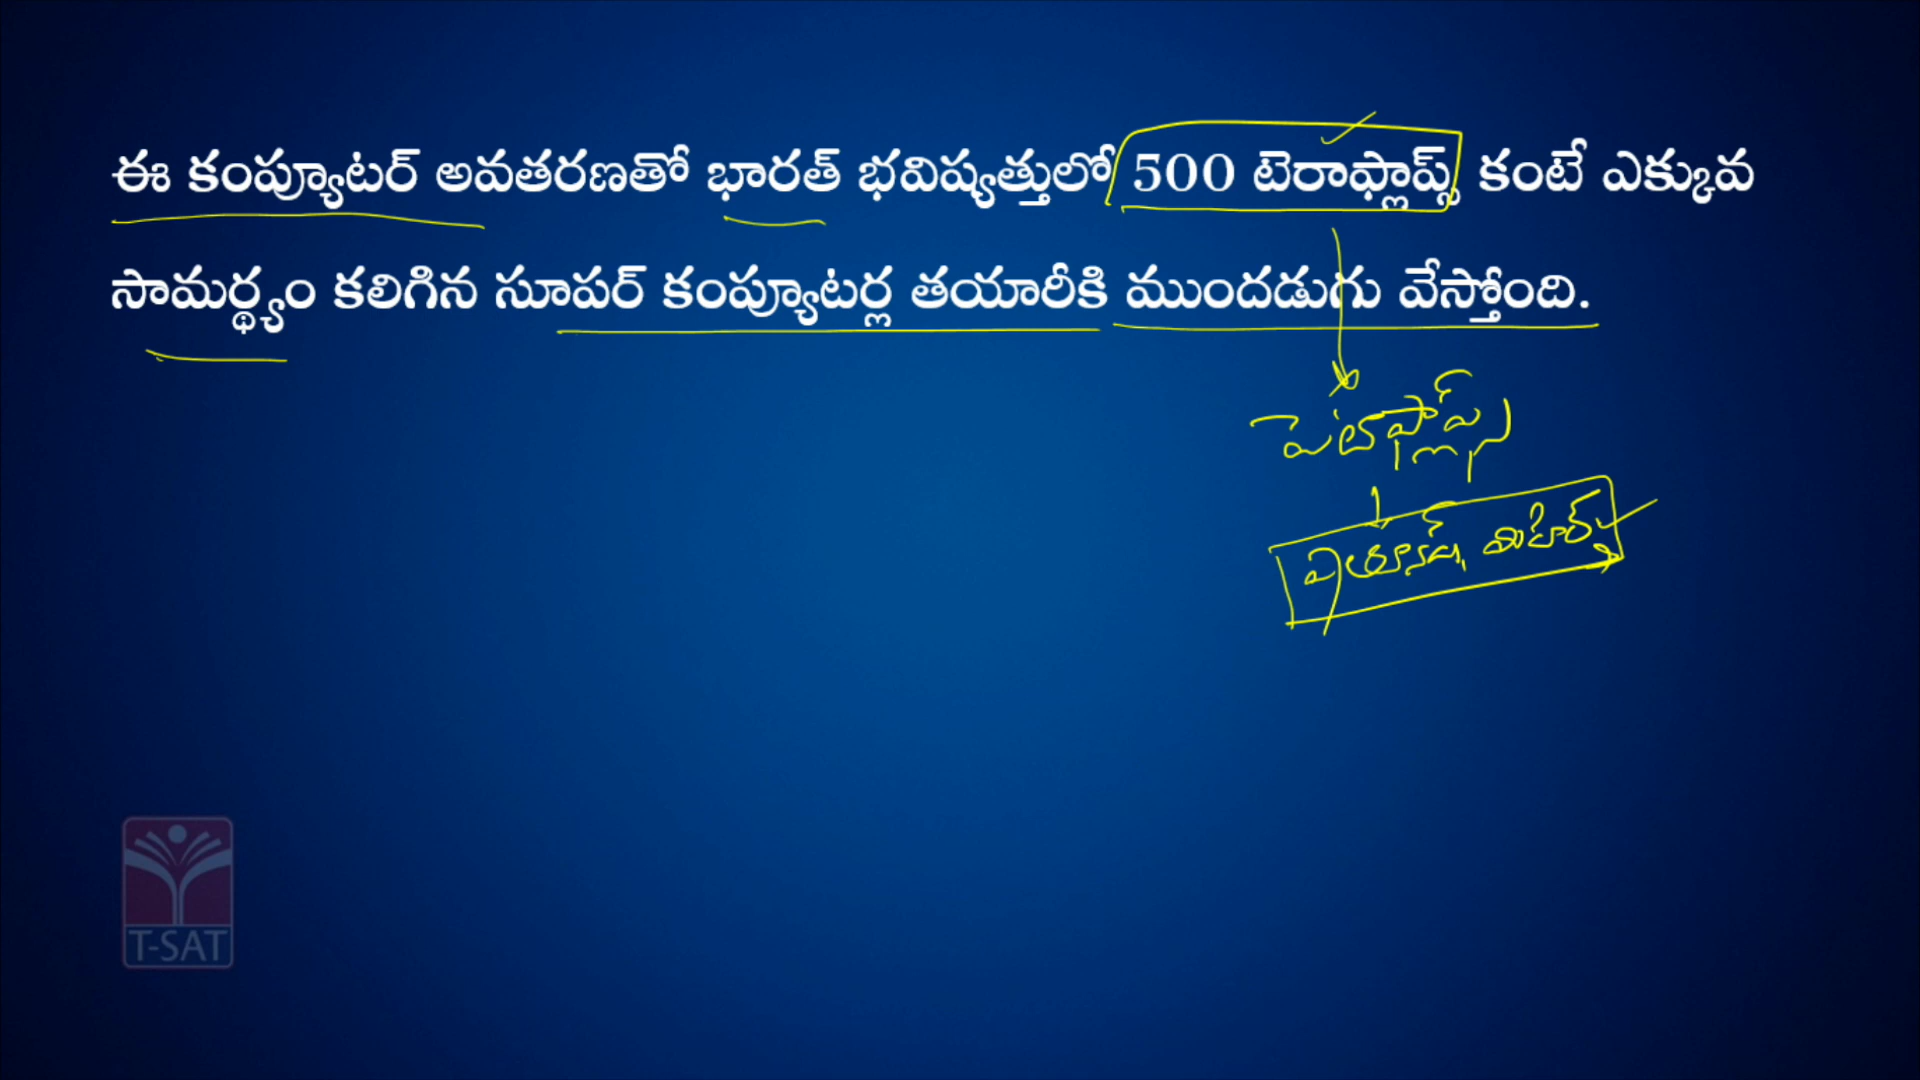 ఈ కంప్యూటర్ అవతరణతో భారత్ భవిష్యత్తులో 500 టెరాఫ్లాప్స్ కంటే ఎక్కువ
సామర్థ్యం కలిగిన సూపర్ కంప్యూటర్ల తయారీకి ముందడుగు వేస్తోంది.
పెటాఫ్లాప్స్
T-SAT